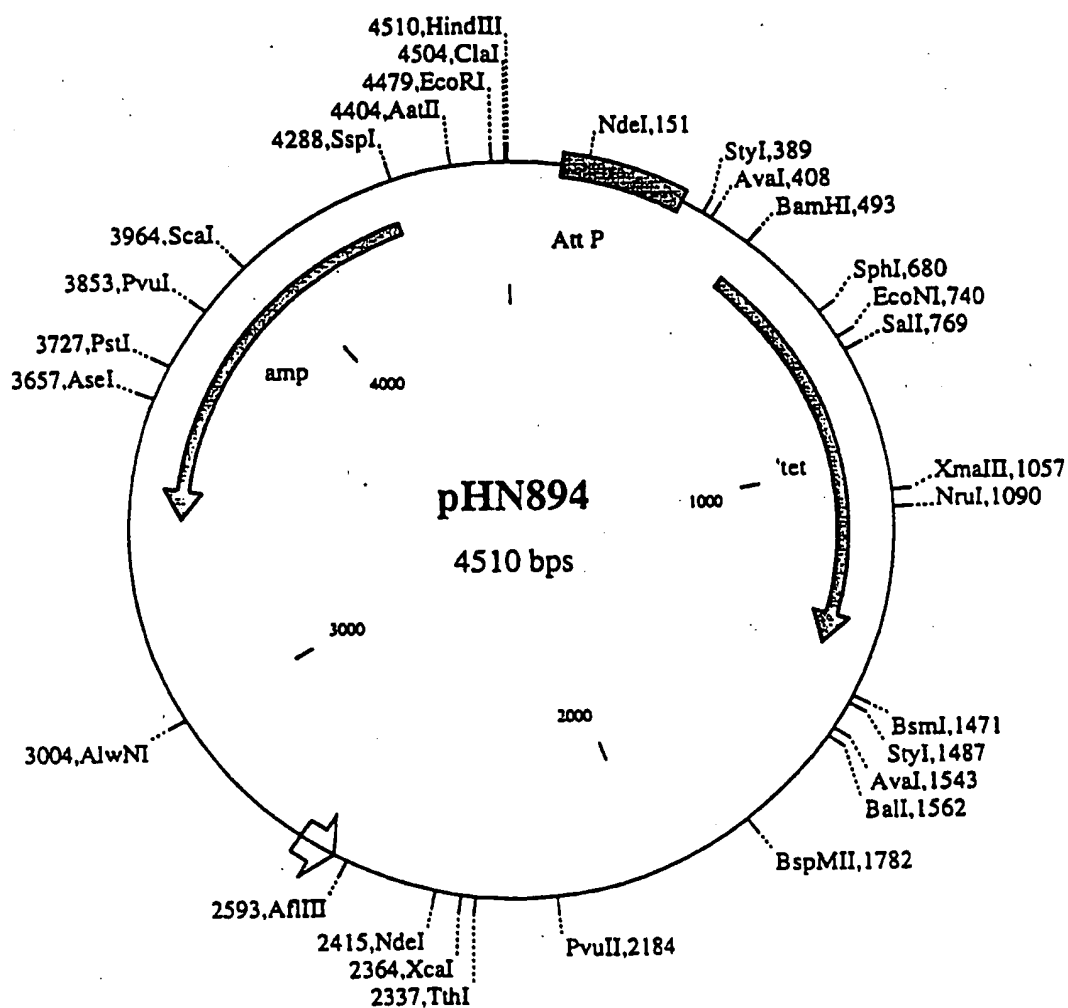 4510,HindIII
4504,ClaI
4479,EcoRI
4404,AatII
4288,SspI
NdeI,151
StyI,389
AvaI,408
BamHI,493
Att P
3964,ScaI
3853,PvuI
3727,PstI
3657,AseI
SphI,680
EcoNI,740
SalI,769
amp
4000
'tet
1000
XmaIII,1057
NruI,1090
pHN894
4510 bps
3000
2000
3004,AlwNI
BsmI,1471
StyI,1487
AvaI,1543
BalI,1562
BspMII,1782
2593,AflIII
2415,NdeI
2364,XcaI
2337,TthI
PvuII,2184